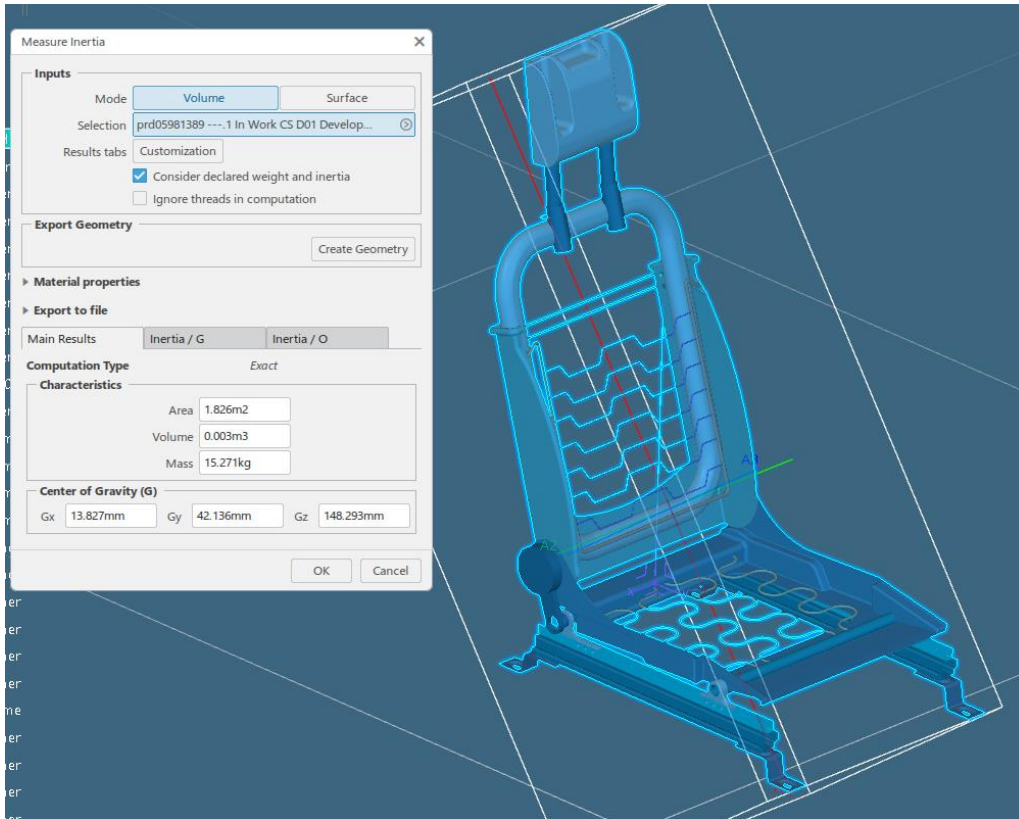 Measure Inertia
Inputs
Mode Volume Surface
Selection prd05981389 ---.1 In Work CS D01 Develop...
Results tabs Customization
Consider declared weight and inertia
Ignore threads in computation
Export Geometry
Create Geometry
Material properties
Export to file
Main Results Inertia / G Inertia / O
Computation Type Exact
Characteristics
Area 1.826m2
Volume 0.003m3
Mass 15.271kg
Center of Gravity (G)
Gx 13.827mm Gy 42.136mm Gz 148.293mm
OK Cancel